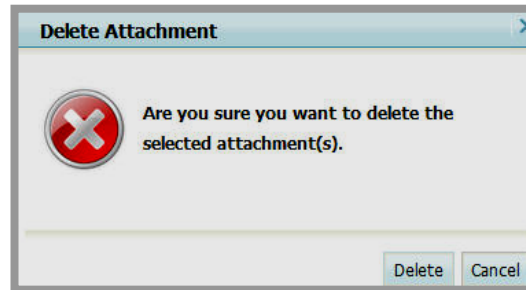 Delete Attachment
Are you sure you want to delete the
selected attachment(s).
Delete Cancel